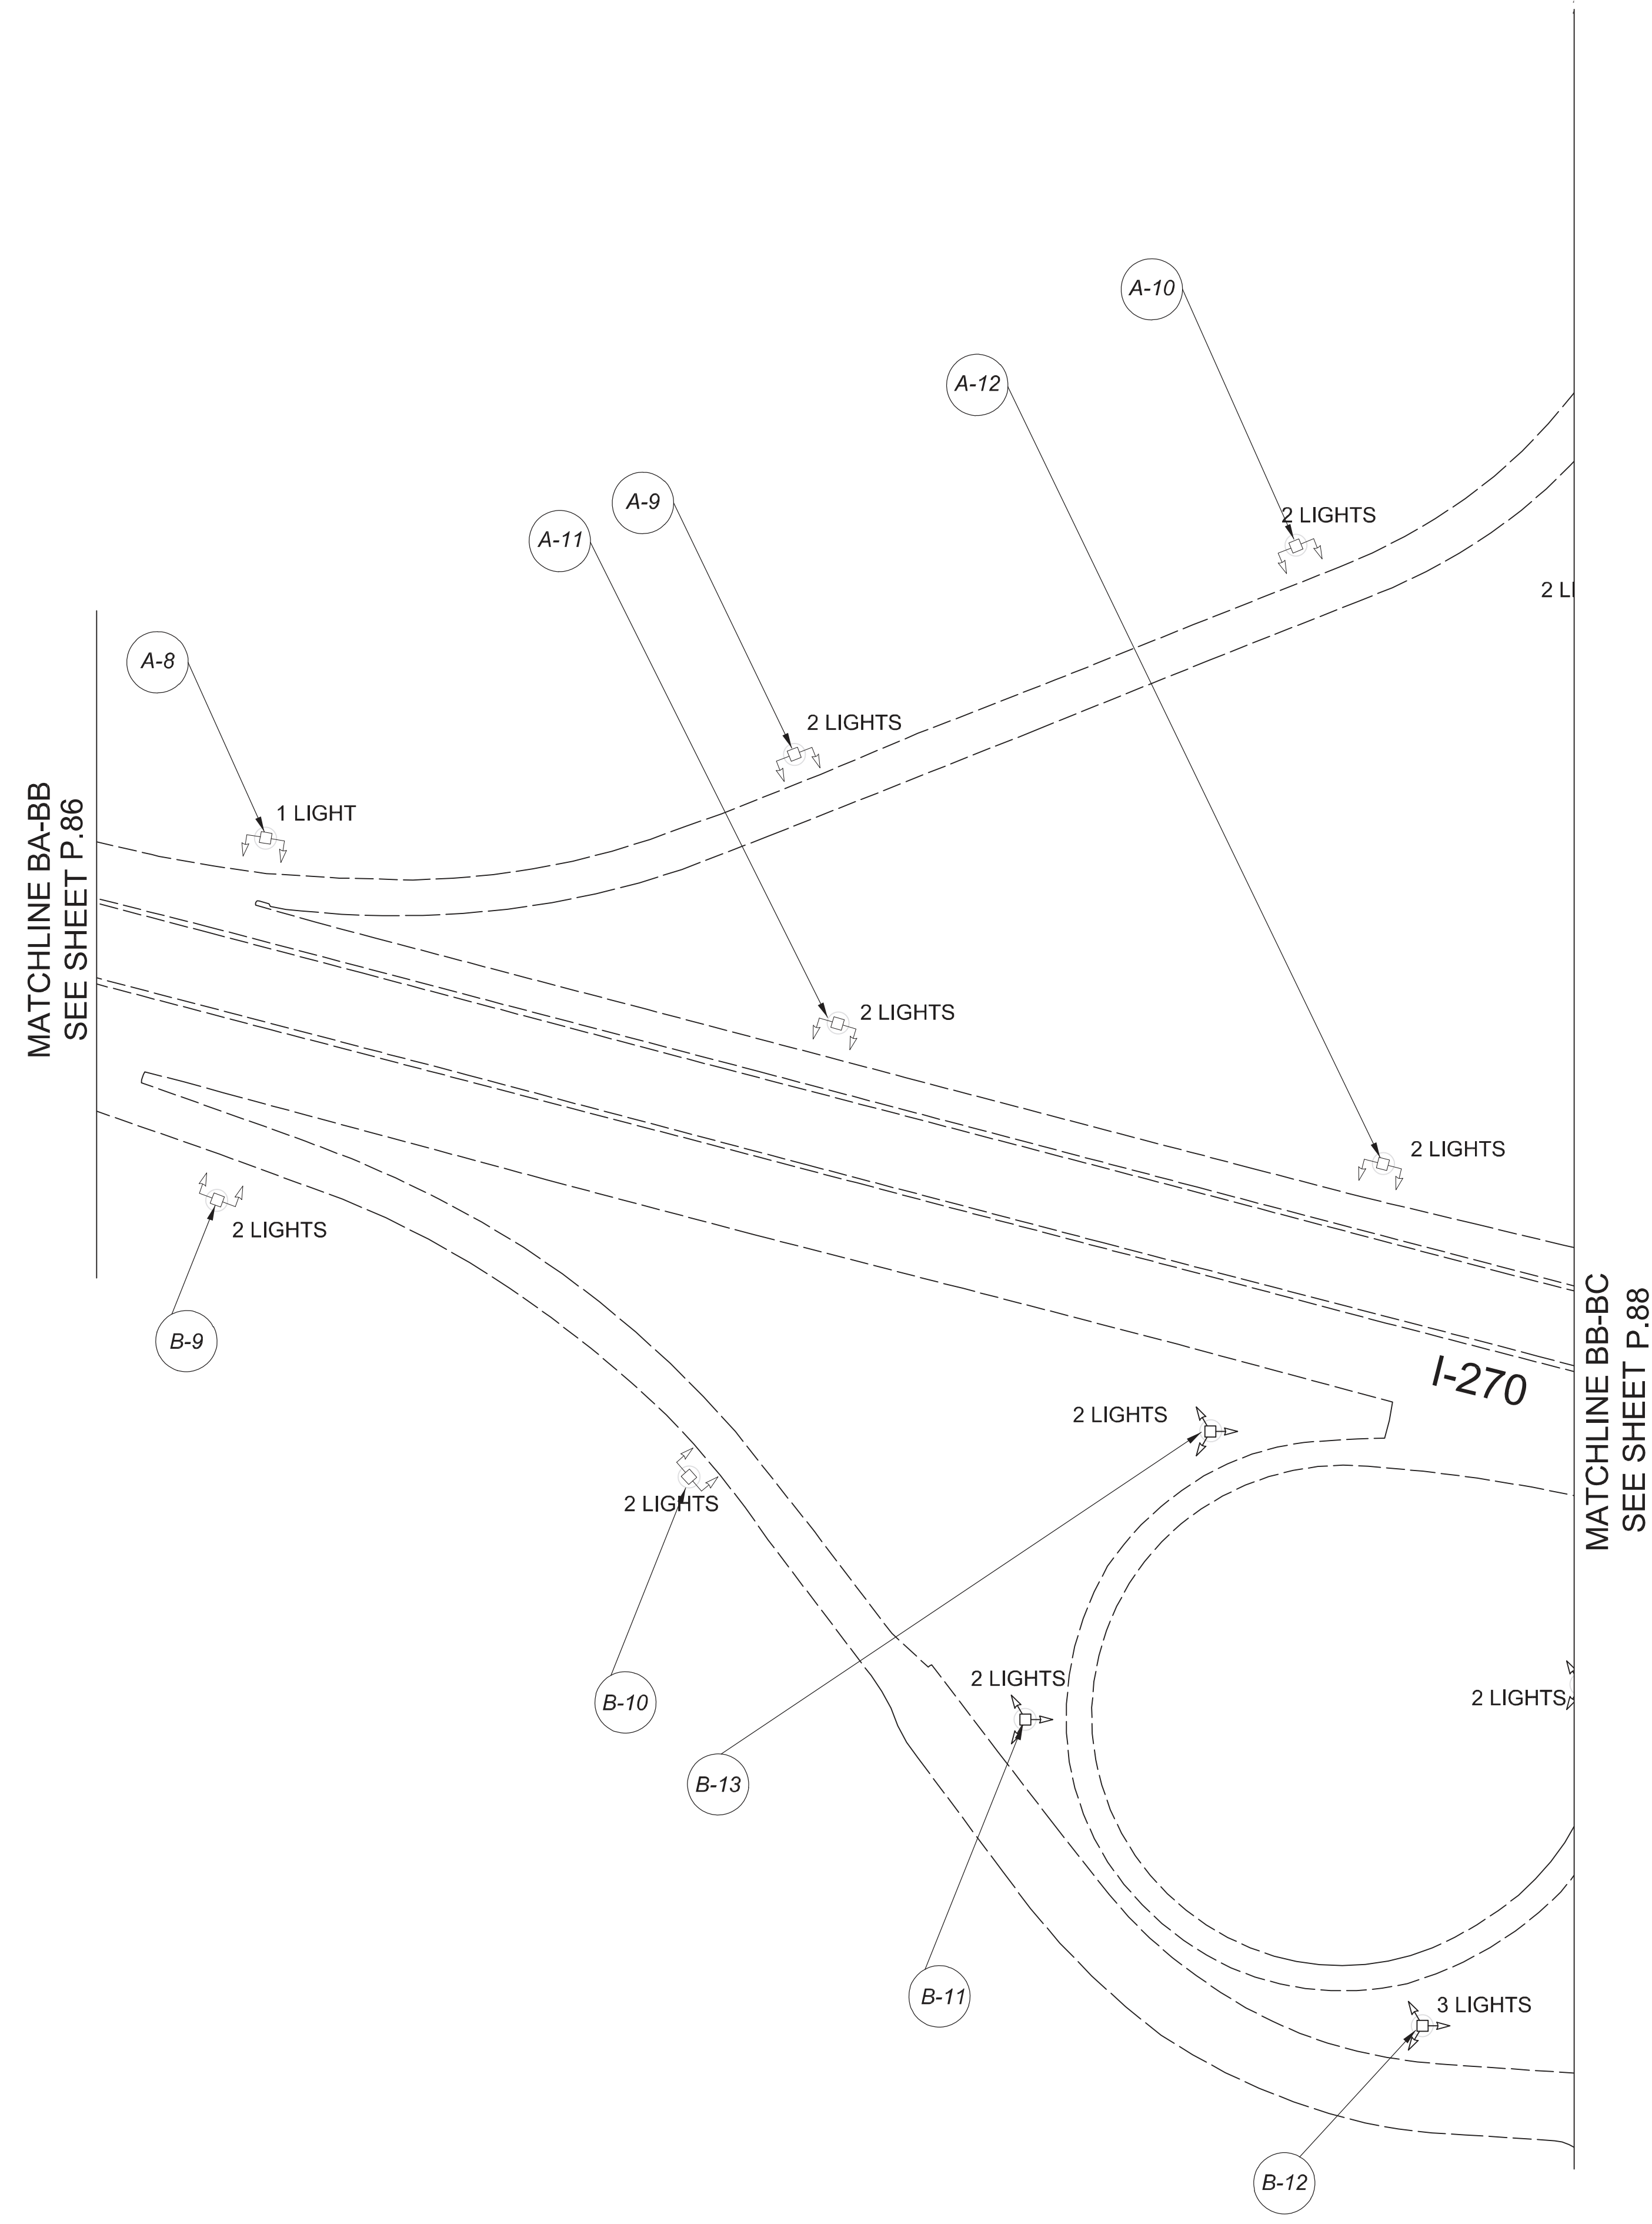 A-10
A-12
2 LIGHTS
A-9
A-11
2 LI
A-8
2 LIGHTS
1 LIGHT
MATCHLINE BA-BB
SEE SHEET P.86
2 LIGHTS
2 LIGHTS
2 LIGHTS
B-9
I-270
MATCHLINE BB-BC
SEE SHEET P.88
2 LIGHTS
2 LIGHTS
2 LIGHTS
2 LIGHTS
B-10
B-13
B-11
3 LIGHTS
B-12